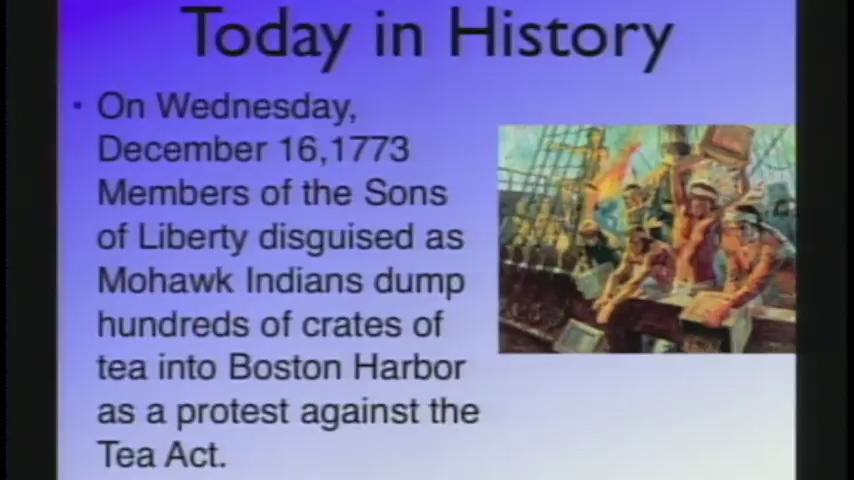 Today in History
• On Wednesday,
December 16,1773
Members of the Sons
of Liberty disguised as
Mohawk Indians dump
hundreds of crates of
tea into Boston Harbor
as a protest against the
Tea Act.